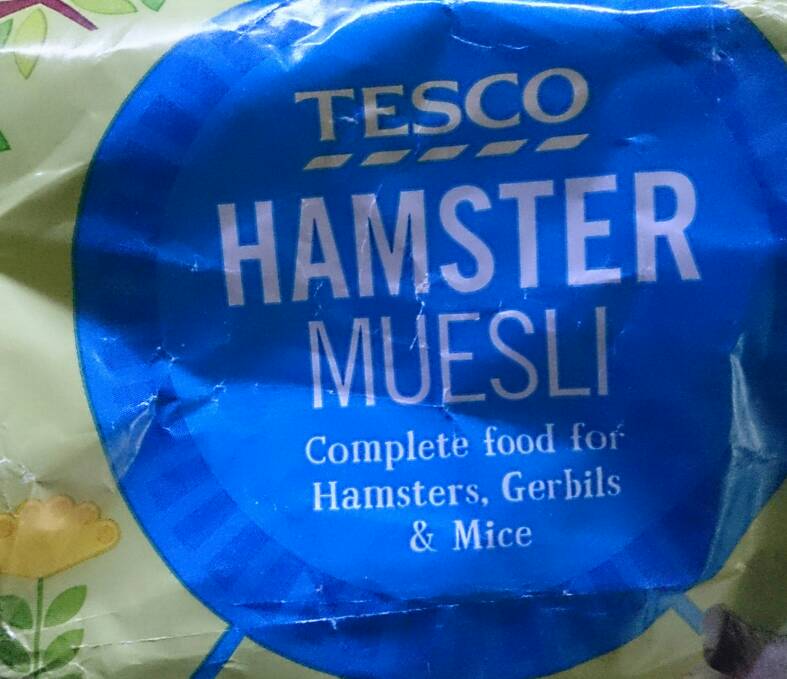 TESCO
HAMSTER
MUESLI
Complete food for
Hamsters, Gerbils
& Mice